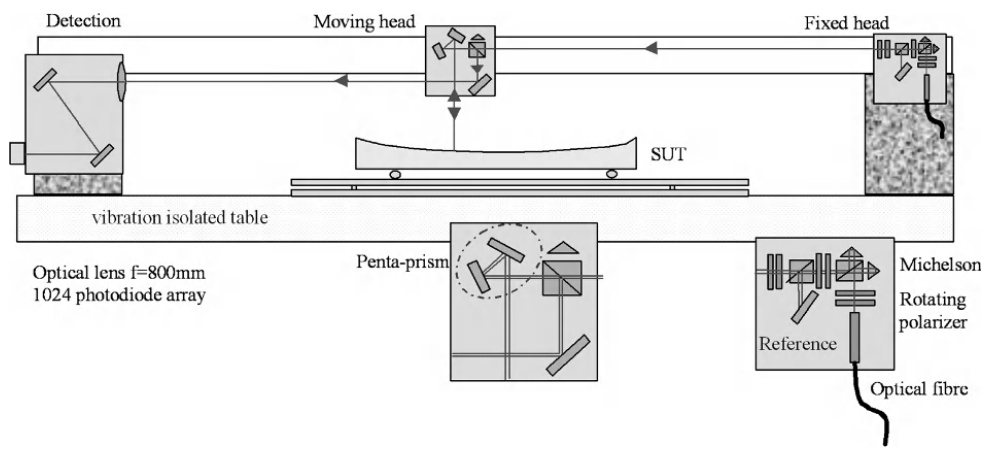 Detection
Moving head
Fixed head
SUT
vibration isolated table
Penta-prism
Optical lens f=800mm
1024 photodiode array
Michelson
Rotating
polarizer
Reference
Optical fibre